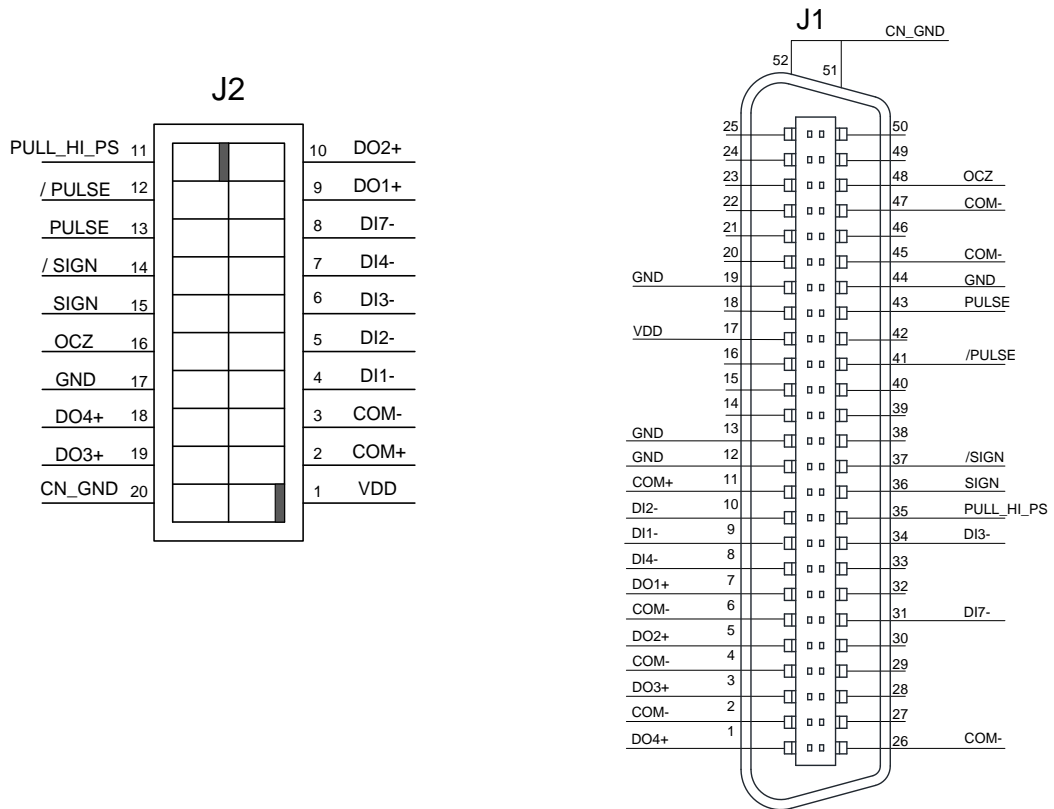 J2
PULL_HI_PS 11 10 DO2+
/ PULSE 12 9 DO1+
PULSE 13 8 DI7-
/ SIGN 14 7 DI4-
SIGN 15 6 DI3-
OCZ 16 5 DI2-
GND 17 4 DI1-
DO4+ 18 3 COM-
DO3+ 19 2 COM+
CN_GND 20 1 VDD
J1
CN_GND
52 51
25 50
24 49
23 48 OCZ
22 47 COM-
21 46
20 45 COM-
GND 19 44 GND
18 43 PULSE
VDD 17 42
16 41 /PULSE
15 40
14 39
GND 13 38
GND 12 37 /SIGN
COM+ 11 36 SIGN
DI2- 10 35 PULL_HI_PS
DI1- 9 34 DI3-
DI4- 8 33
DO1+ 7 32
COM- 6 31 DI7-
DO2+ 5 30
COM- 4 29
DO3+ 3 28
COM- 2 27
DO4+ 1 26 COM-